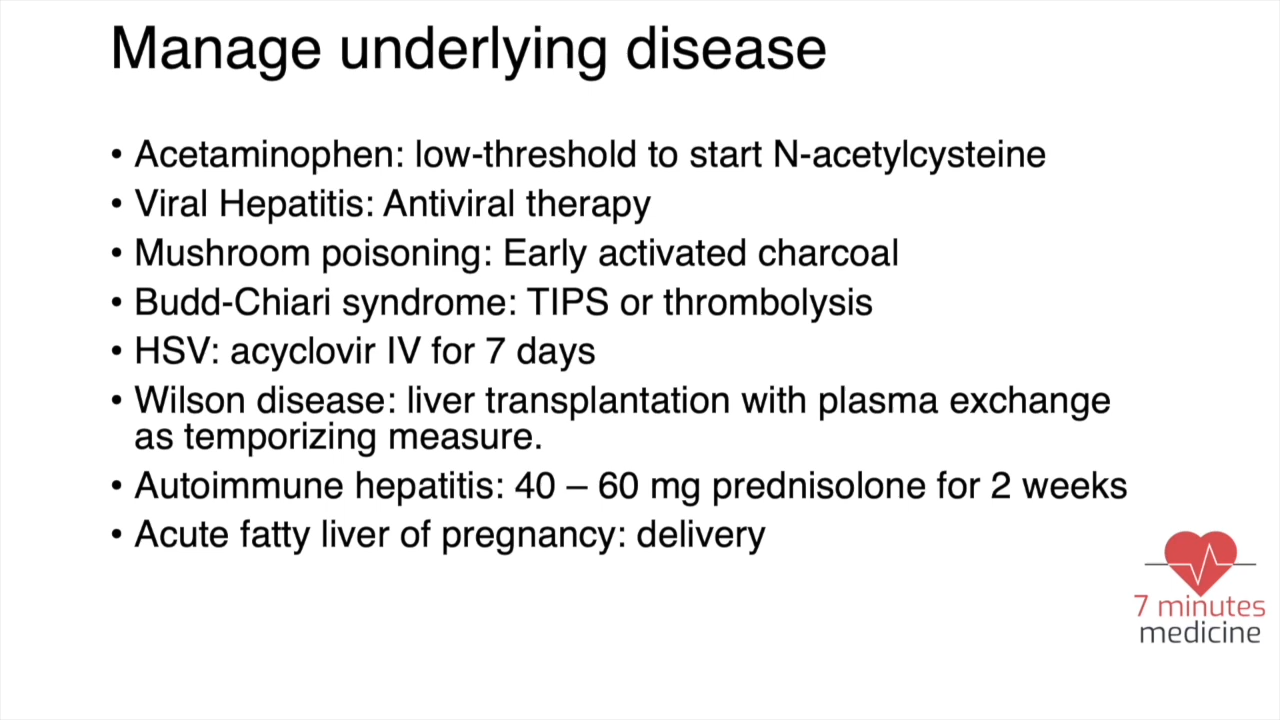 Manage underlying disease
• Acetaminophen: low-threshold to start N-acetylcysteine
• Viral Hepatitis: Antiviral therapy
• Mushroom poisoning: Early activated charcoal
• Budd-Chiari syndrome: TIPS or thrombolysis
• HSV: acyclovir IV for 7 days
• Wilson disease: liver transplantation with plasma exchange
as temporizing measure.
• Autoimmune hepatitis: 40 – 60 mg prednisolone for 2 weeks
• Acute fatty liver of pregnancy: delivery
7 minutes
medicine